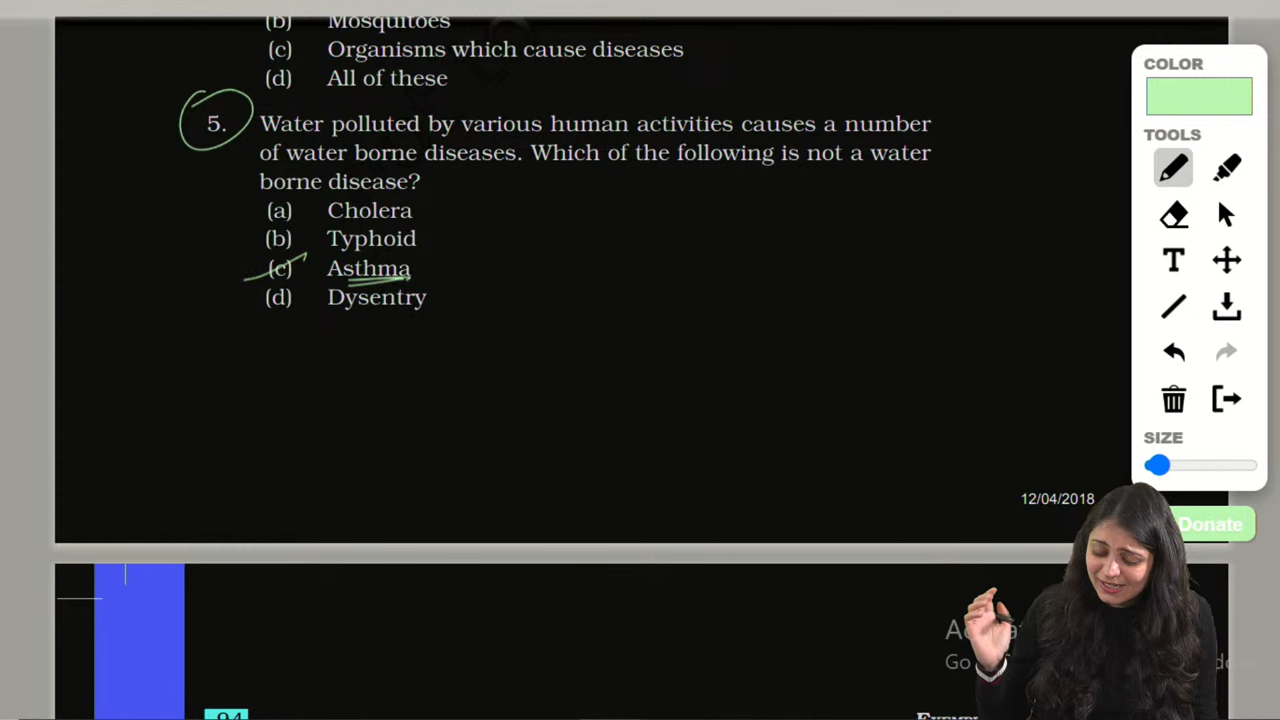 (b) Mosquitoes
(c) Organisms which cause diseases
(d) All of these
5. Water polluted by various human activities causes a number
of water borne diseases. Which of the following is not a water
borne disease?
(a) Cholera
(b) Typhoid
(c) Asthma
(d) Dysentry
12/04/2018
94
COLOR
TOOLS
T
SIZE
Donate
Go